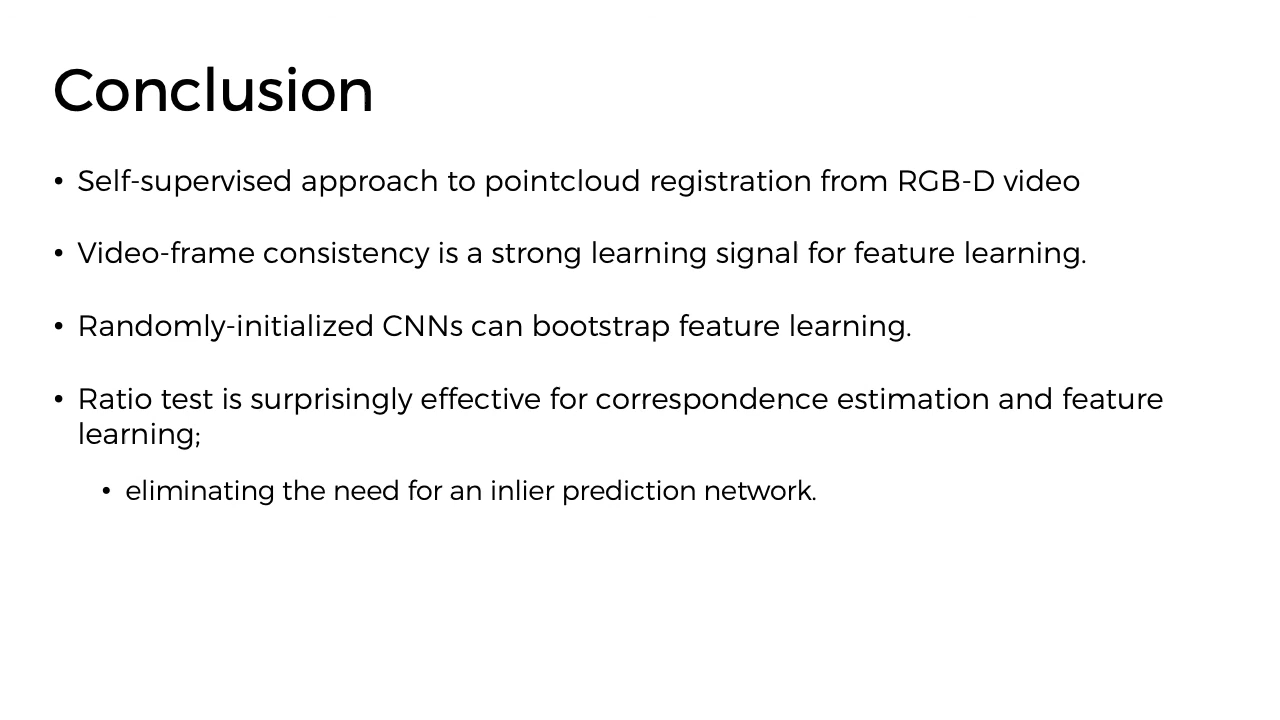 Conclusion
• Self-supervised approach to pointcloud registration from RGB-D video
• Video-frame consistency is a strong learning signal for feature learning.
• Randomly-initialized CNNs can bootstrap feature learning.
• Ratio test is surprisingly effective for correspondence estimation and feature
learning;
• eliminating the need for an inlier prediction network.